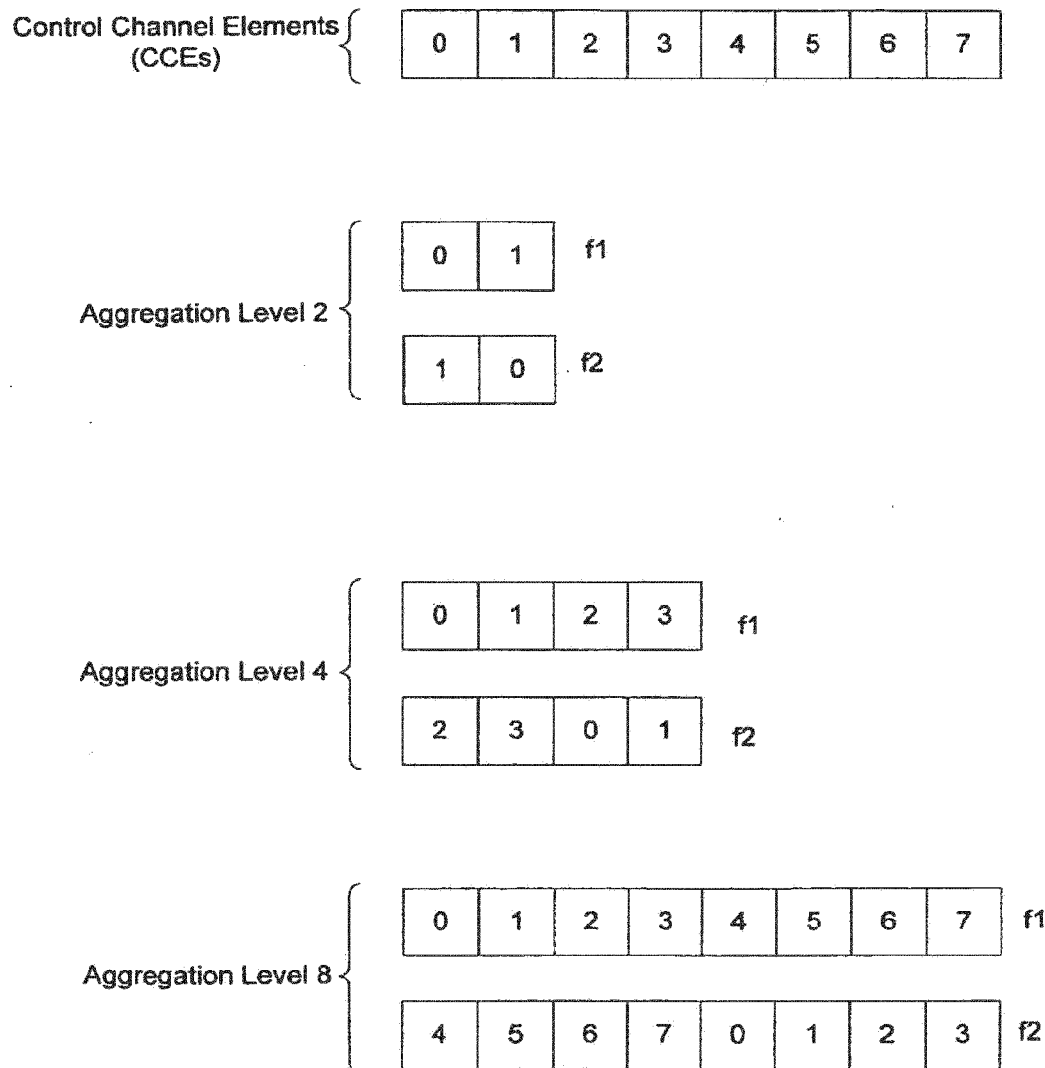 Control Channel Elements
(CCEs)
0 1 2 3 4 5 6 7
Aggregation Level 2
0 1 f1
1 0 f2
Aggregation Level 4
0 1 2 3 f1
2 3 0 1 f2
Aggregation Level 8
0 1 2 3 4 5 6 7 f1
4 5 6 7 0 1 2 3 f2